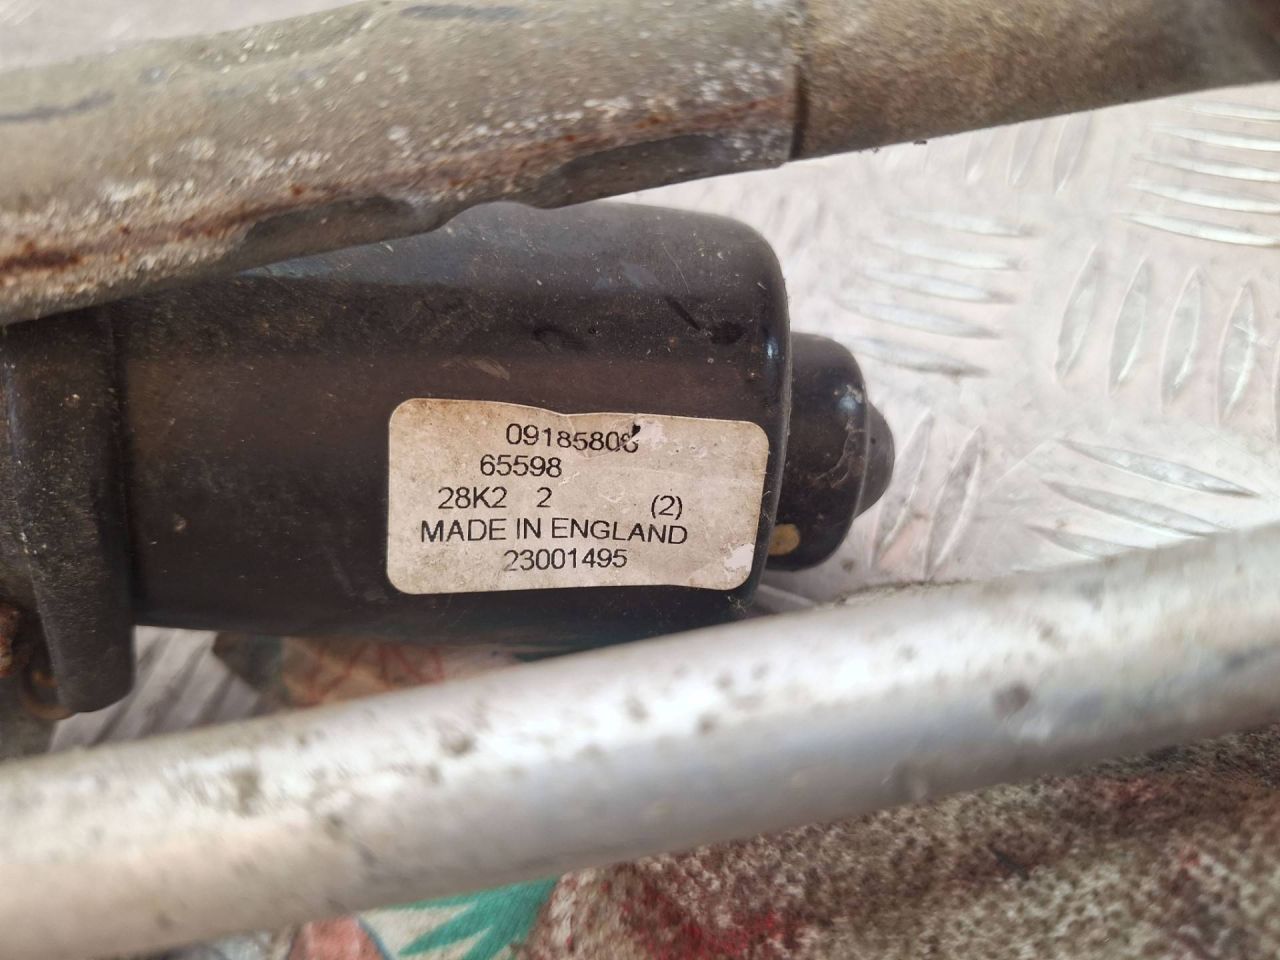 09185808
65598
28K2 2 (2)
MADE IN ENGLAND
23001495